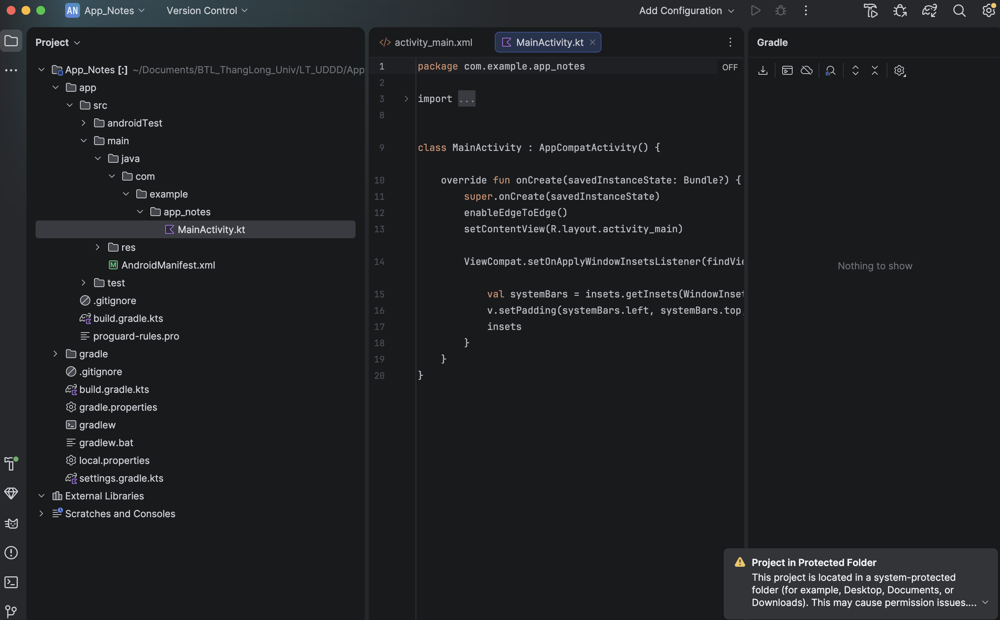 AN App_Notes Version Control Add Configuration
Project
App_Notes [:] ~/Documents/BTL_ThangLong_Univ/LT_UDDD/App
app
src
androidTest
main
java
com
example
app_notes
MainActivity.kt
res
M AndroidManifest.xml
test
.gitignore
build.gradle.kts
proguard-rules.pro
gradle
.gitignore
build.gradle.kts
gradle.properties
gradlew
gradlew.bat
local.properties
settings.gradle.kts
External Libraries
Scratches and Consoles
</> activity_main.xml MainActivity.kt
OFF
1 package com.example.app_notes
2
3 import ...
8
9 class MainActivity : AppCompatActivity() {
10 override fun onCreate(savedInstanceState: Bundle?) {
11 super.onCreate(savedInstanceState)
12 enableEdgeToEdge()
13 setContentView(R.layout.activity_main)
14 ViewCompat.setOnApplyWindowInsetsListener(findVie
15 val systemBars = insets.getInsets(WindowInset
16 v.setPadding(systemBars.left, systemBars.top,
17 insets
18 }
19 }
20 }
Gradle
Nothing to show
Project in Protected Folder
This project is located in a system-protected
folder (for example, Desktop, Documents, or
Downloads). This may cause permission issues....